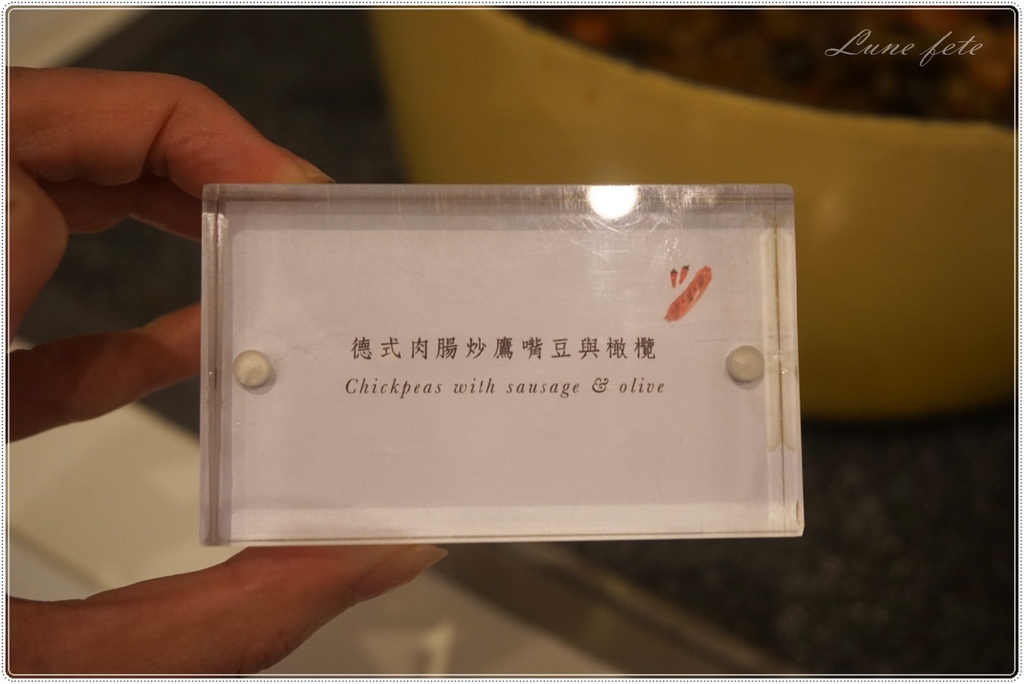 Lune fete
德式肉腸炒鷹嘴豆與橄欖
Chickpeas with sausage & olive